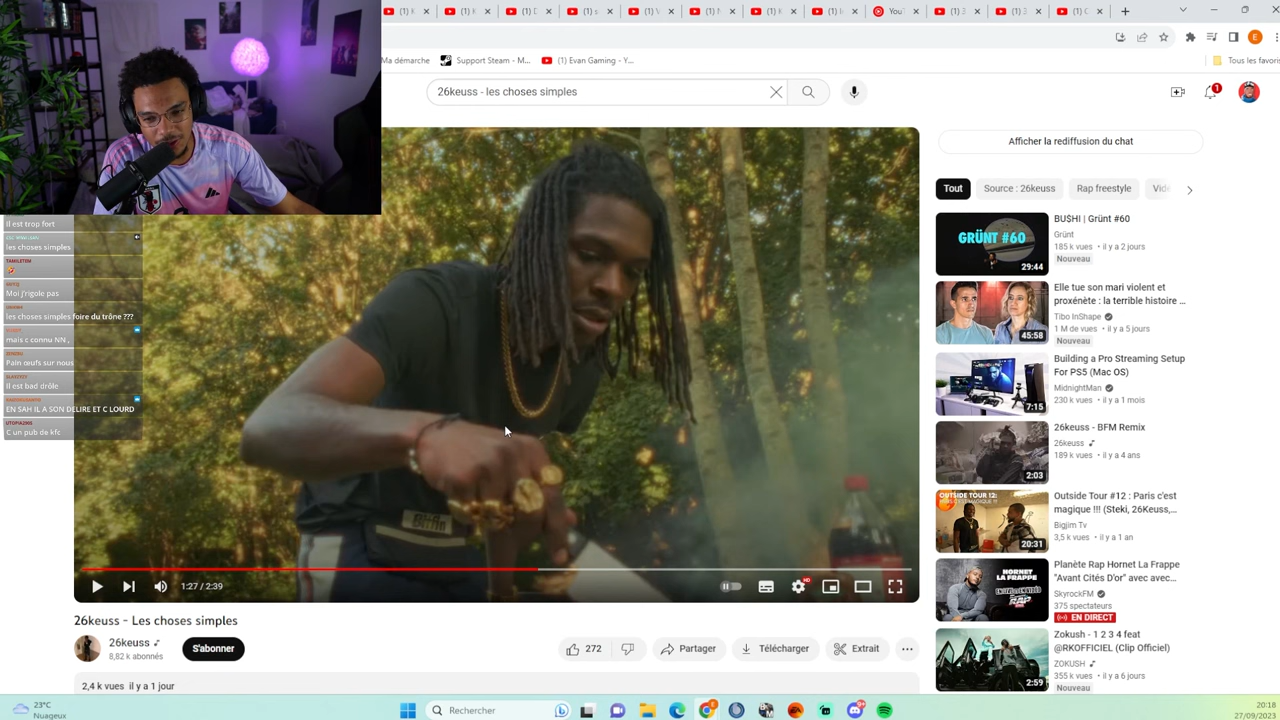 Ma démarche
Support Steam - M...
(1) Evan Gaming - Y...
Tous les favoris
26keuss - les choses simples
Afficher la rediffusion du chat
Tout
Source : 26keuss
Rap freestyle
Il est trop fort
les choses simples
Moi j'rigole pas
les choses simples foire du trône ???
mais c connu NN ,
Pain œufs sur nous
Il est bad drôle
EN SAH IL A SON DELIRE ET C LOURD
UTOPIA2005
C un pub de kfc
GRÜNT #60
29:44
BU$HI | Grünt #60
Grünt
185 k vues • il y a 2 jours
Nouveau
45:58
Elle tue son mari violent et
proxénète : la terrible histoire ...
Tibo InShape
1 M de vues • il y a 5 jours
Nouveau
7:15
Building a Pro Streaming Setup
For PS5 (Mac OS)
MidnightMan
230 k vues • il y a 1 mois
2:03
26keuss - BFM Remix
26keuss
189 k vues • il y a 4 ans
OUTSIDE TOUR 12:
20:31
Outside Tour #12 : Paris c'est
magique !!! (Steki, 26Keuss,...
Bigjim Tv
3,5 k vues • il y a 1 an
HORNET
LA FRAPPE
Planète Rap Hornet La Frappe
"Avant Cités D'or" avec avec...
SkyrockFM
375 spectateurs
EN DIRECT
2:59
Zokush - 1 2 3 4 feat
@RKOFFICIEL (Clip Officiel)
ZOKUSH
355 k vues • il y a 6 jours
Nouveau
1:27 / 2:39
HD
26keuss - Les choses simples
26keuss
8,82 k abonnés
S'abonner
272
Partager
Télécharger
Extrait
2,4 k vues il y a 1 jour
23°C
Nuageux
Rechercher
20:18
27/09/2023